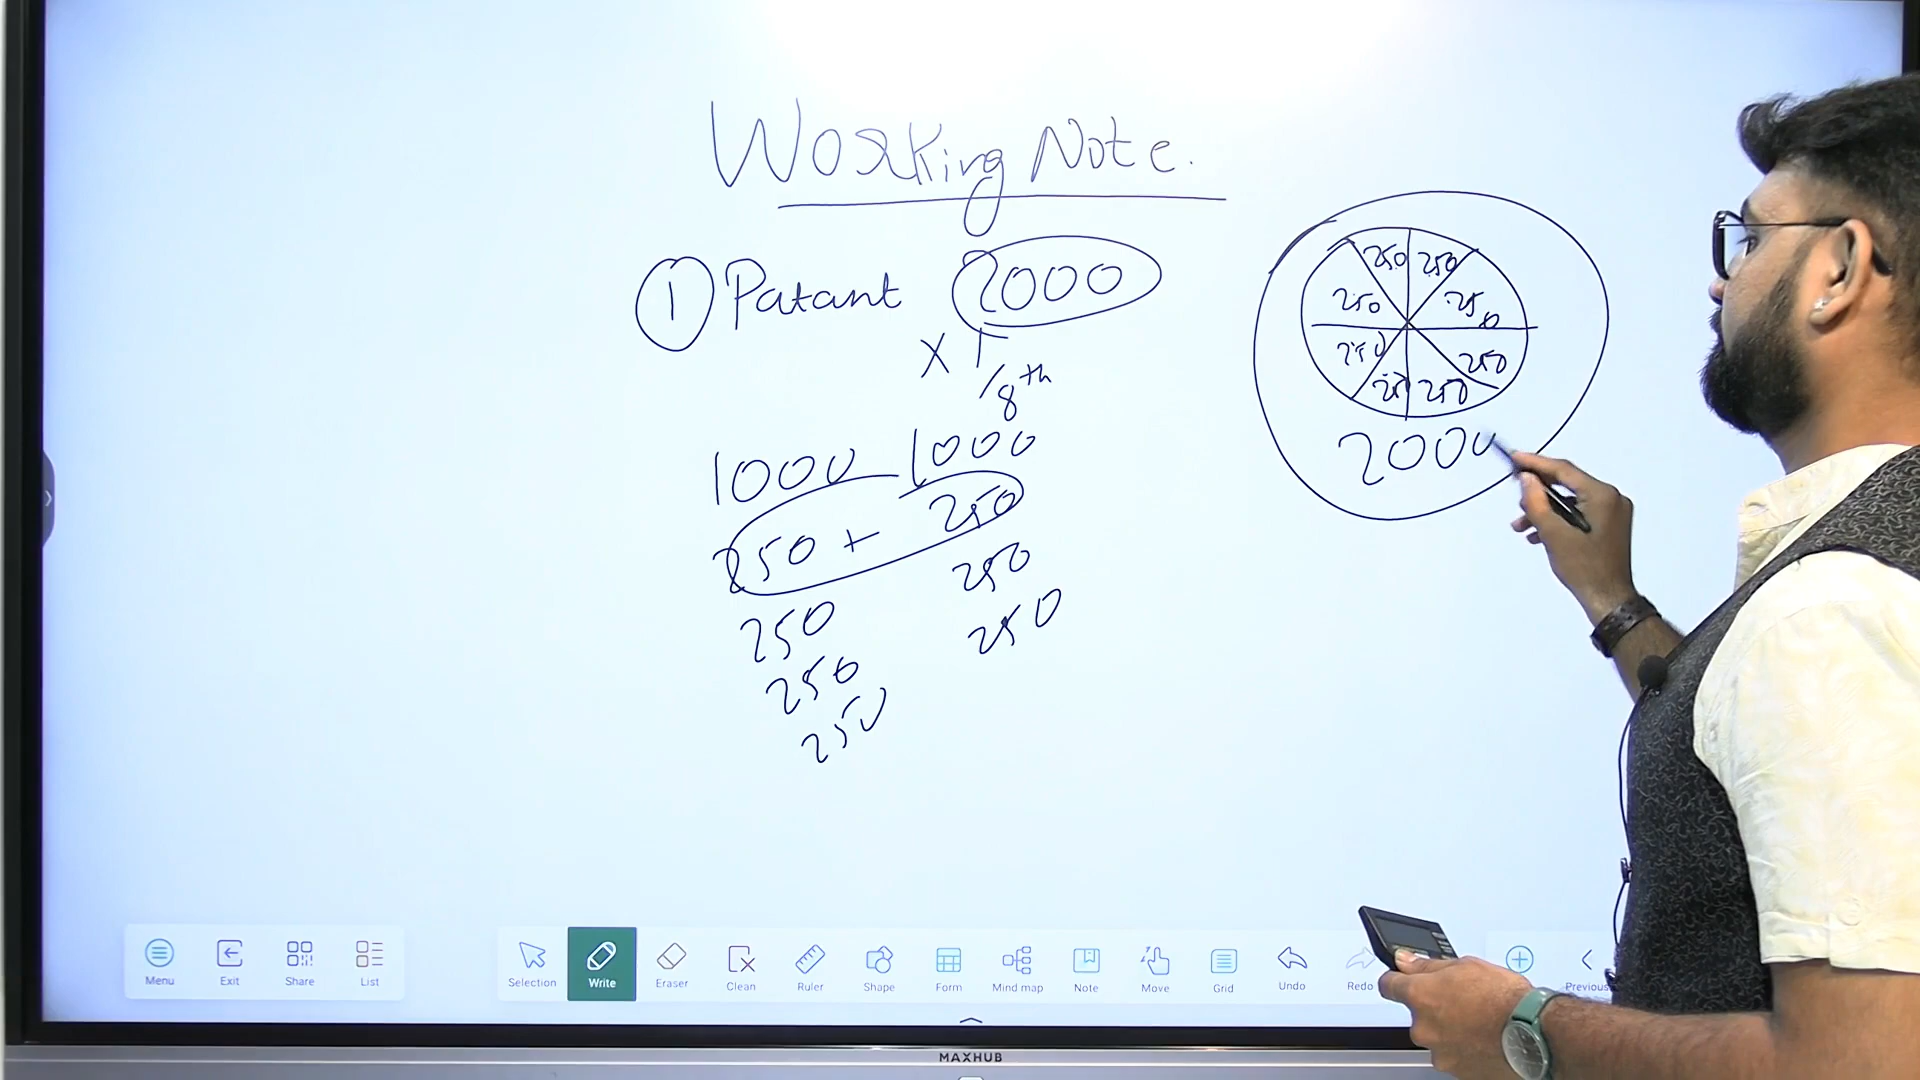 Working Note.
① Patant 2000
X 1/8th
1000 1000
250 + 250
250 250
250 250
250
250 250
250 250
250 250
25 250
2000
Menu Exit Share List Selection Write Eraser Clean Ruler Shape Form Mind map Note Move Grid Undo Redo Previous
MAXHUB